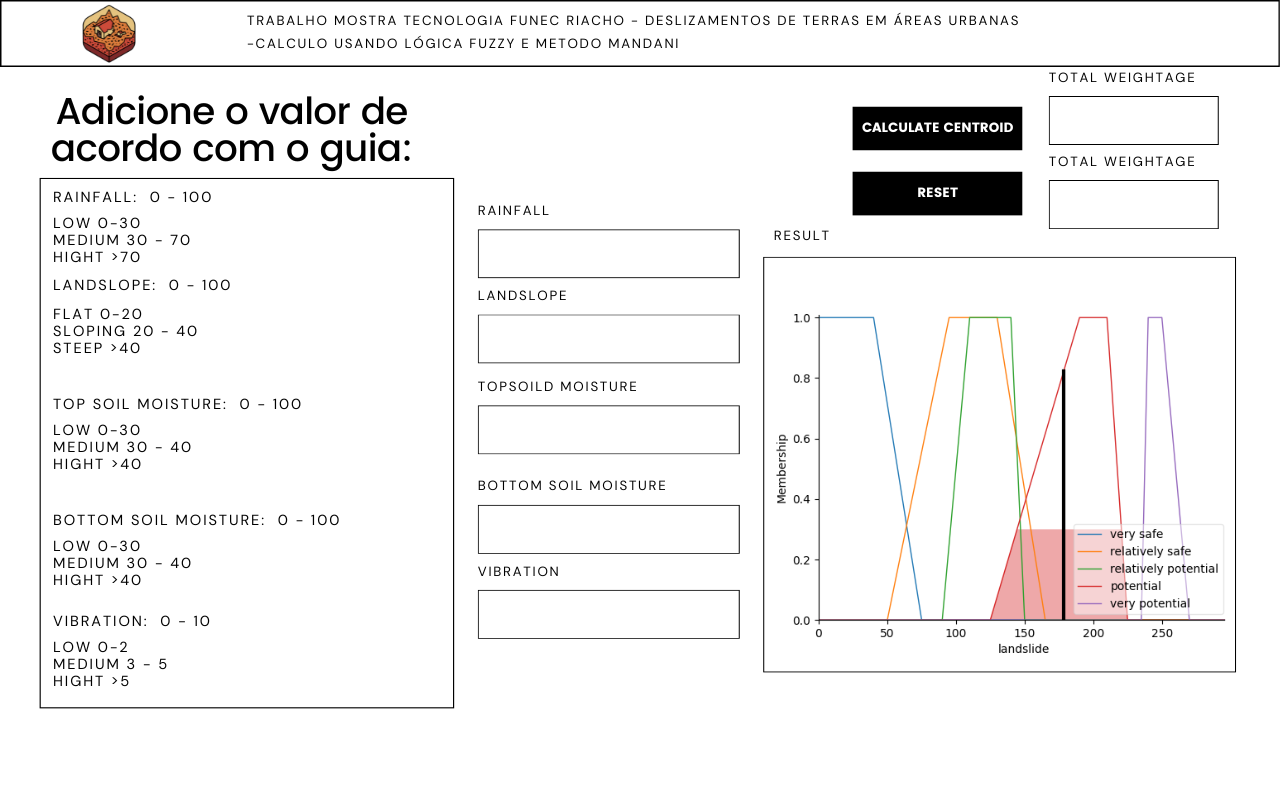 TRABALHO MOSTRA TECNOLOGIA FUNEC RIACHO - DESLIZAMENTOS DE TERRAS EM ÁREAS URBANAS
-CALCULO USANDO LÓGICA FUZZY E METODO MANDANI
Adicione o valor de
acordo com o guia:
RAINFALL: 0 - 100
LOW 0-30
MEDIUM 30 - 70
HIGHT >70
LANDSLOPE: 0 - 100
FLAT 0-20
SLOPING 20 - 40
STEEP >40
TOP SOIL MOISTURE: 0 - 100
LOW 0-30
MEDIUM 30 - 40
HIGHT >40
BOTTOM SOIL MOISTURE: 0 - 100
LOW 0-30
MEDIUM 30 - 40
HIGHT >40
VIBRATION: 0 - 10
LOW 0-2
MEDIUM 3 - 5
HIGHT >5
RAINFALL
LANDSLOPE
TOPSOILD MOISTURE
BOTTOM SOIL MOISTURE
VIBRATION
CALCULATE CENTROID
RESET
TOTAL WEIGHTAGE
TOTAL WEIGHTAGE
RESULT
1.0
0.8
0.6
0.4
0.2
0.0
Membership
0 50 100 150 200 250
landslide
very safe
relatively safe
relatively potential
potential
very potential